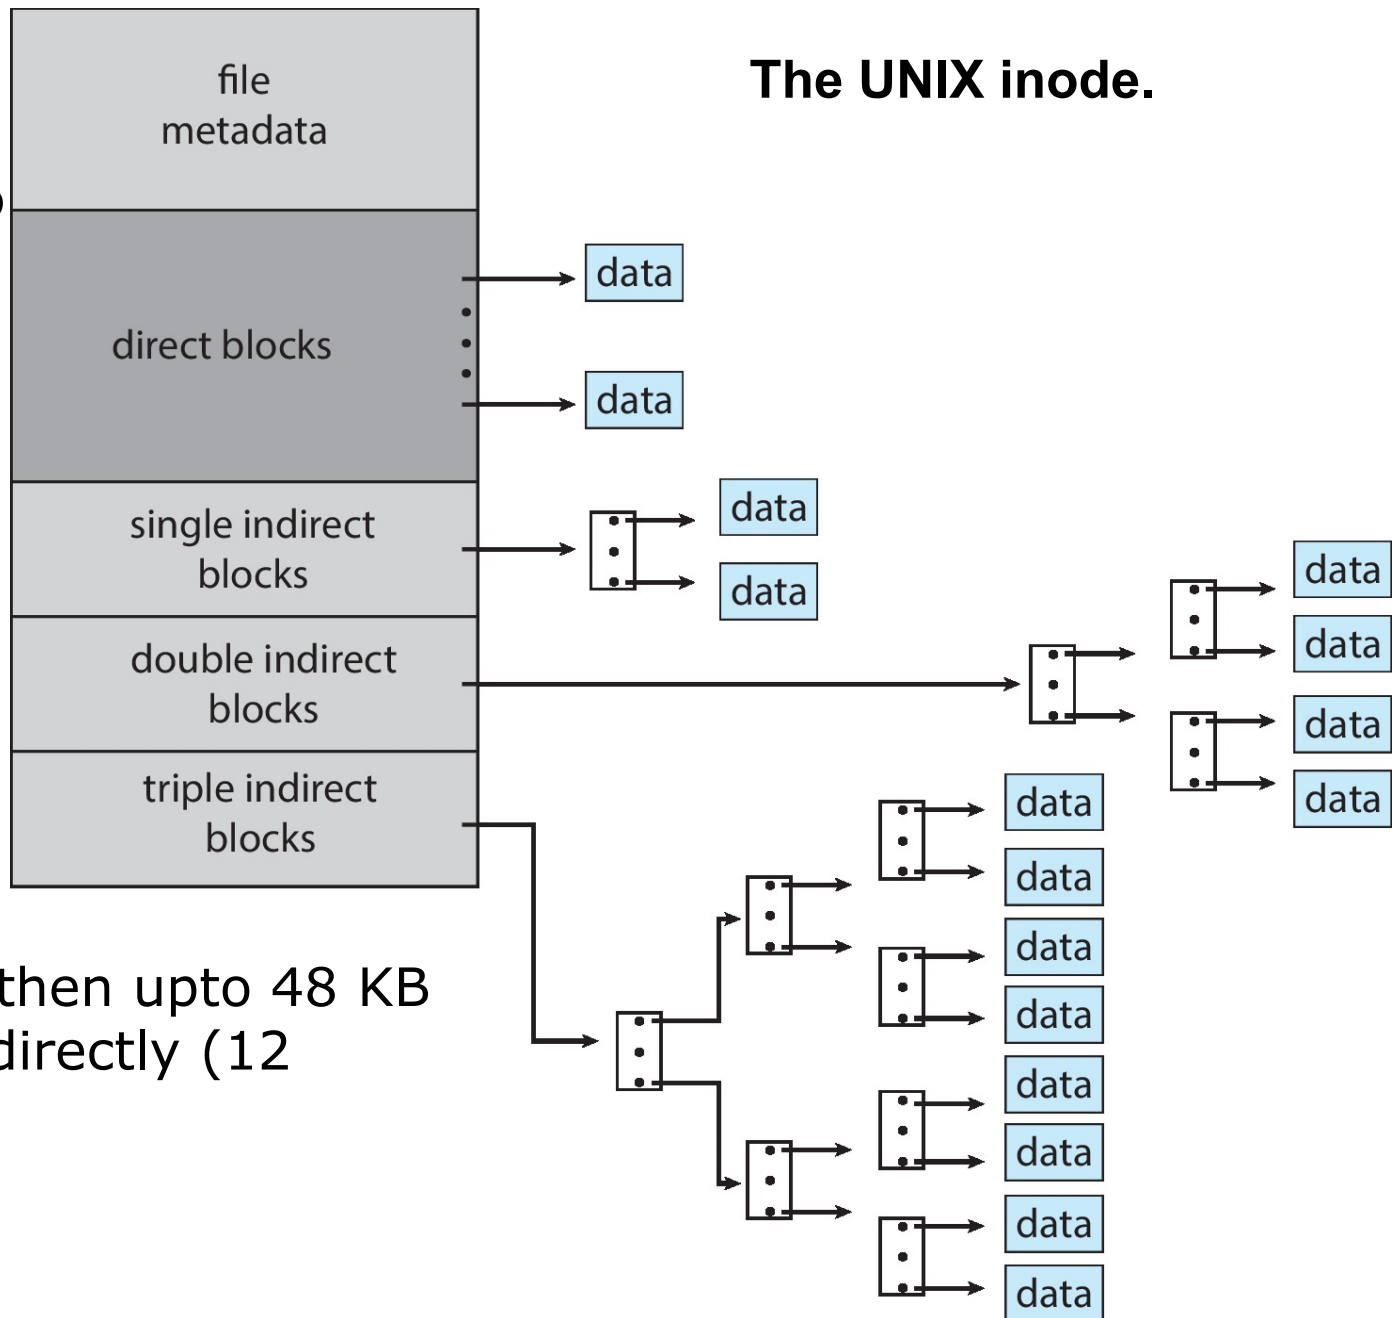 The UNIX inode.
file
metadata
direct blocks
data
data
single indirect
blocks
data
data
double indirect
blocks
data
data
data
data
triple indirect
blocks
data
data
data
data
data
data
data
data
then upto 48 KB
directly (12